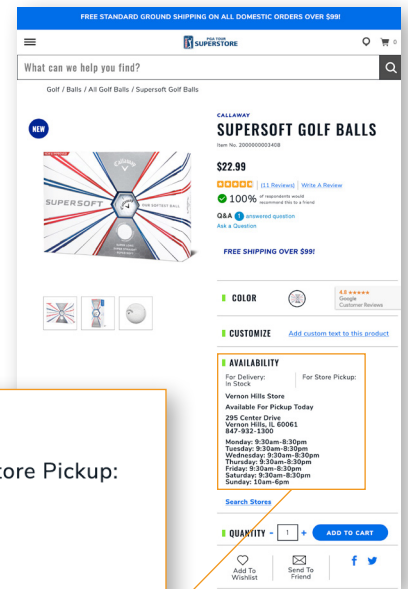 FREE STANDARD GROUND SHIPPING ON ALL DOMESTIC ORDERS OVER $99!
PGA TOUR
SUPERSTORE
0
What can we help you find?
Golf / Balls / All Golf Balls / Supersoft Golf Balls
NEW
Callaway
SUPERSOFT
OUR SOFTEST BALL
CALLAWAY
SUPERSOFT GOLF BALLS
Item No. 2000000003408
$22.99
(11 Reviews) Write A Review
100% of respondents would
recommend this to a friend
Q&A 1 answered question
Ask a Question
FREE SHIPPING OVER $99!
COLOR
4.8 ★★★★★
Google
Customer Reviews
CUSTOMIZE Add custom text to this product
AVAILABILITY
For Delivery:
In Stock
For Store Pickup:
Vernon Hills Store
Available For Pickup Today
295 Center Drive
Vernon Hills, IL 60061
847-932-1300
Monday: 9:30am-8:30pm
Tuesday: 9:30am-8:30pm
Wednesday: 9:30am-8:30pm
Thursday: 9:30am-8:30pm
Friday: 9:30am-8:30pm
Saturday: 9:30am-8:30pm
Sunday: 10am-6pm
Search Stores
QUANTITY - 1 + ADD TO CART
Add To
Wishlist
Send To
Friend
tore Pickup: